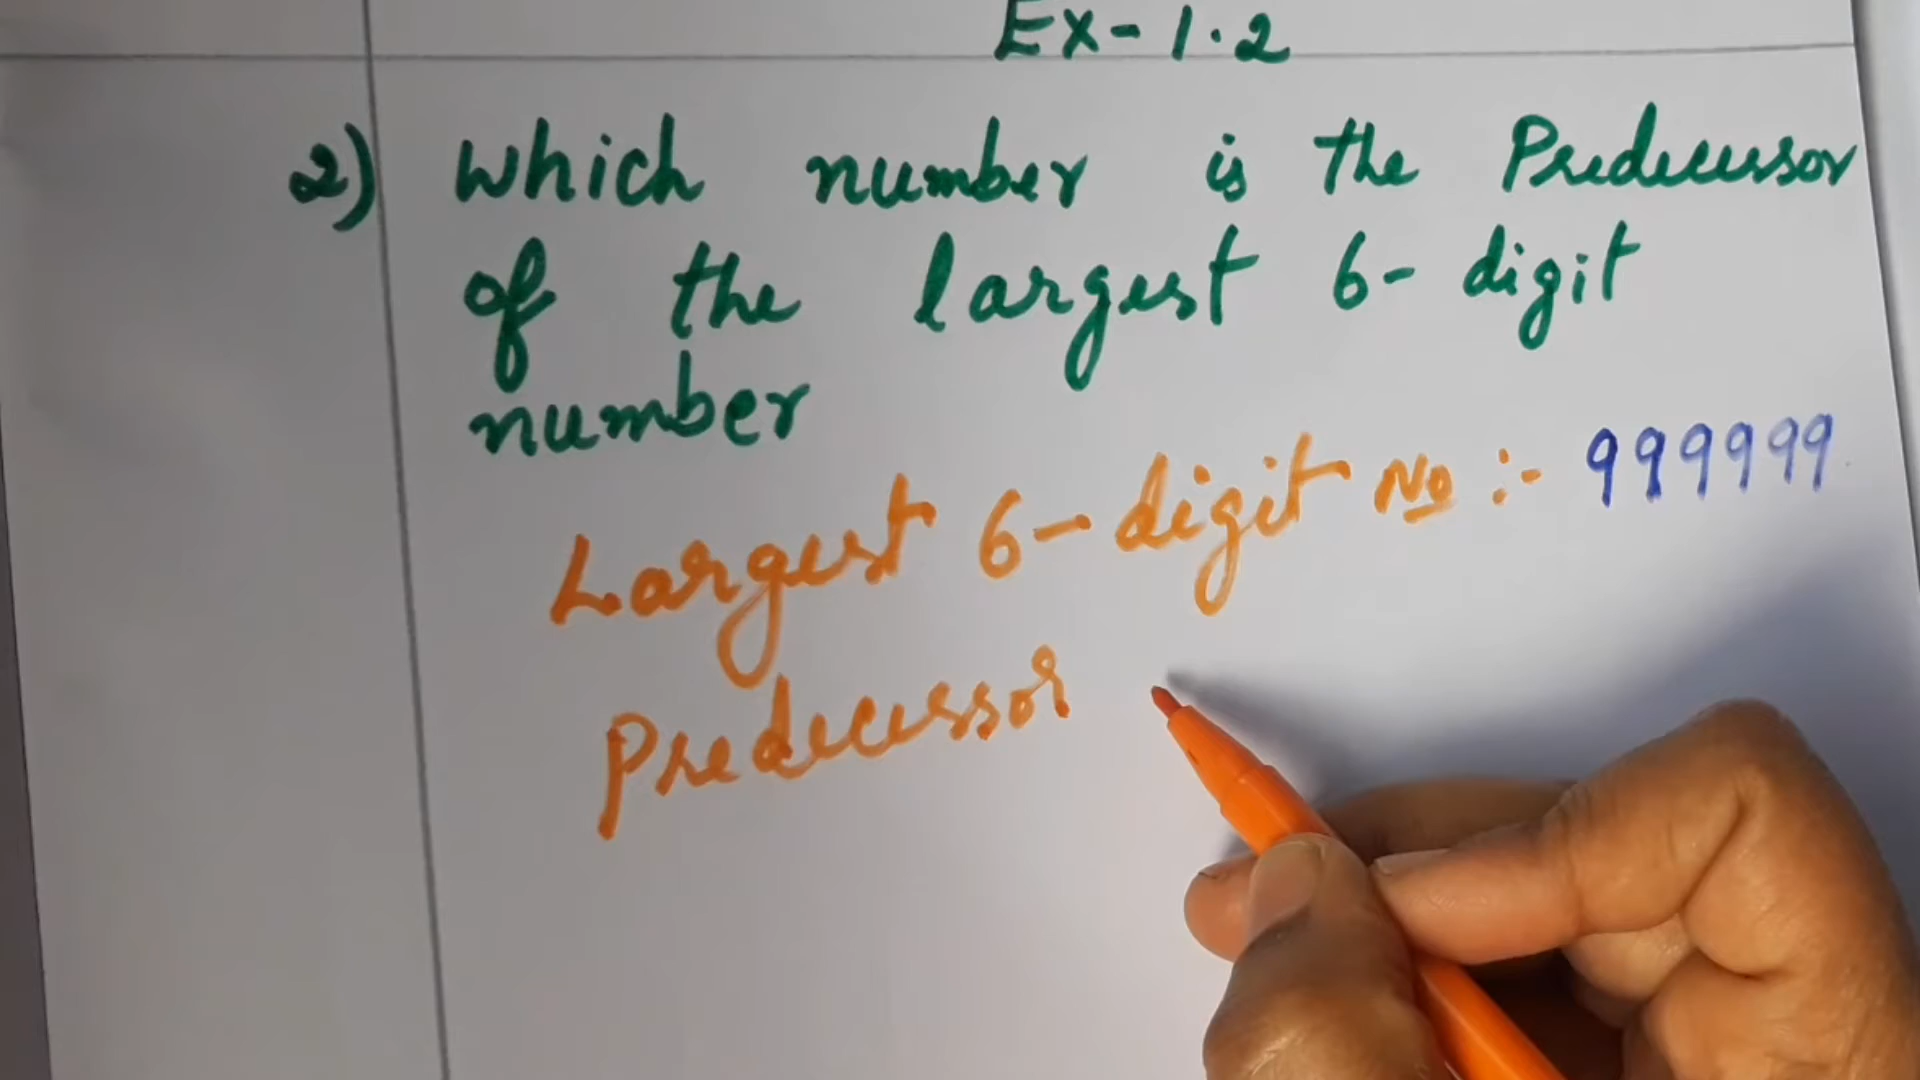 Ex-1.2
2) Which number is the Predecessor
of the largest 6-digit
number
Largest 6-digit No :- 999999
Predecessor